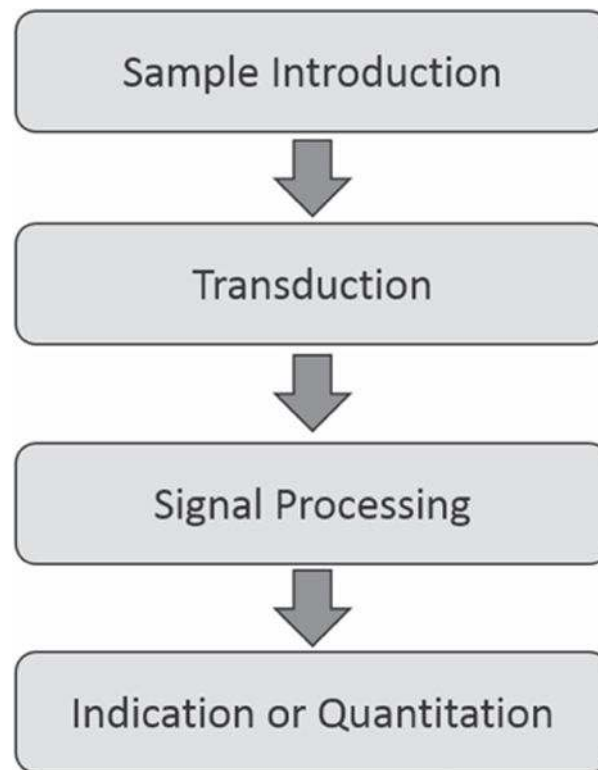 Sample Introduction
Transduction
Signal Processing
Indication or Quantitation